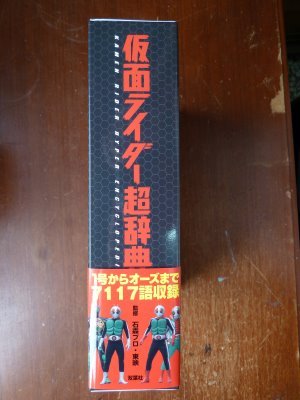 仮面ライダー超辞典
KAMEN RIDER HYPER ENCYCLOPEDIA
1号からオーズまで
7117語収録
監修 石森プロ・東映
双葉社